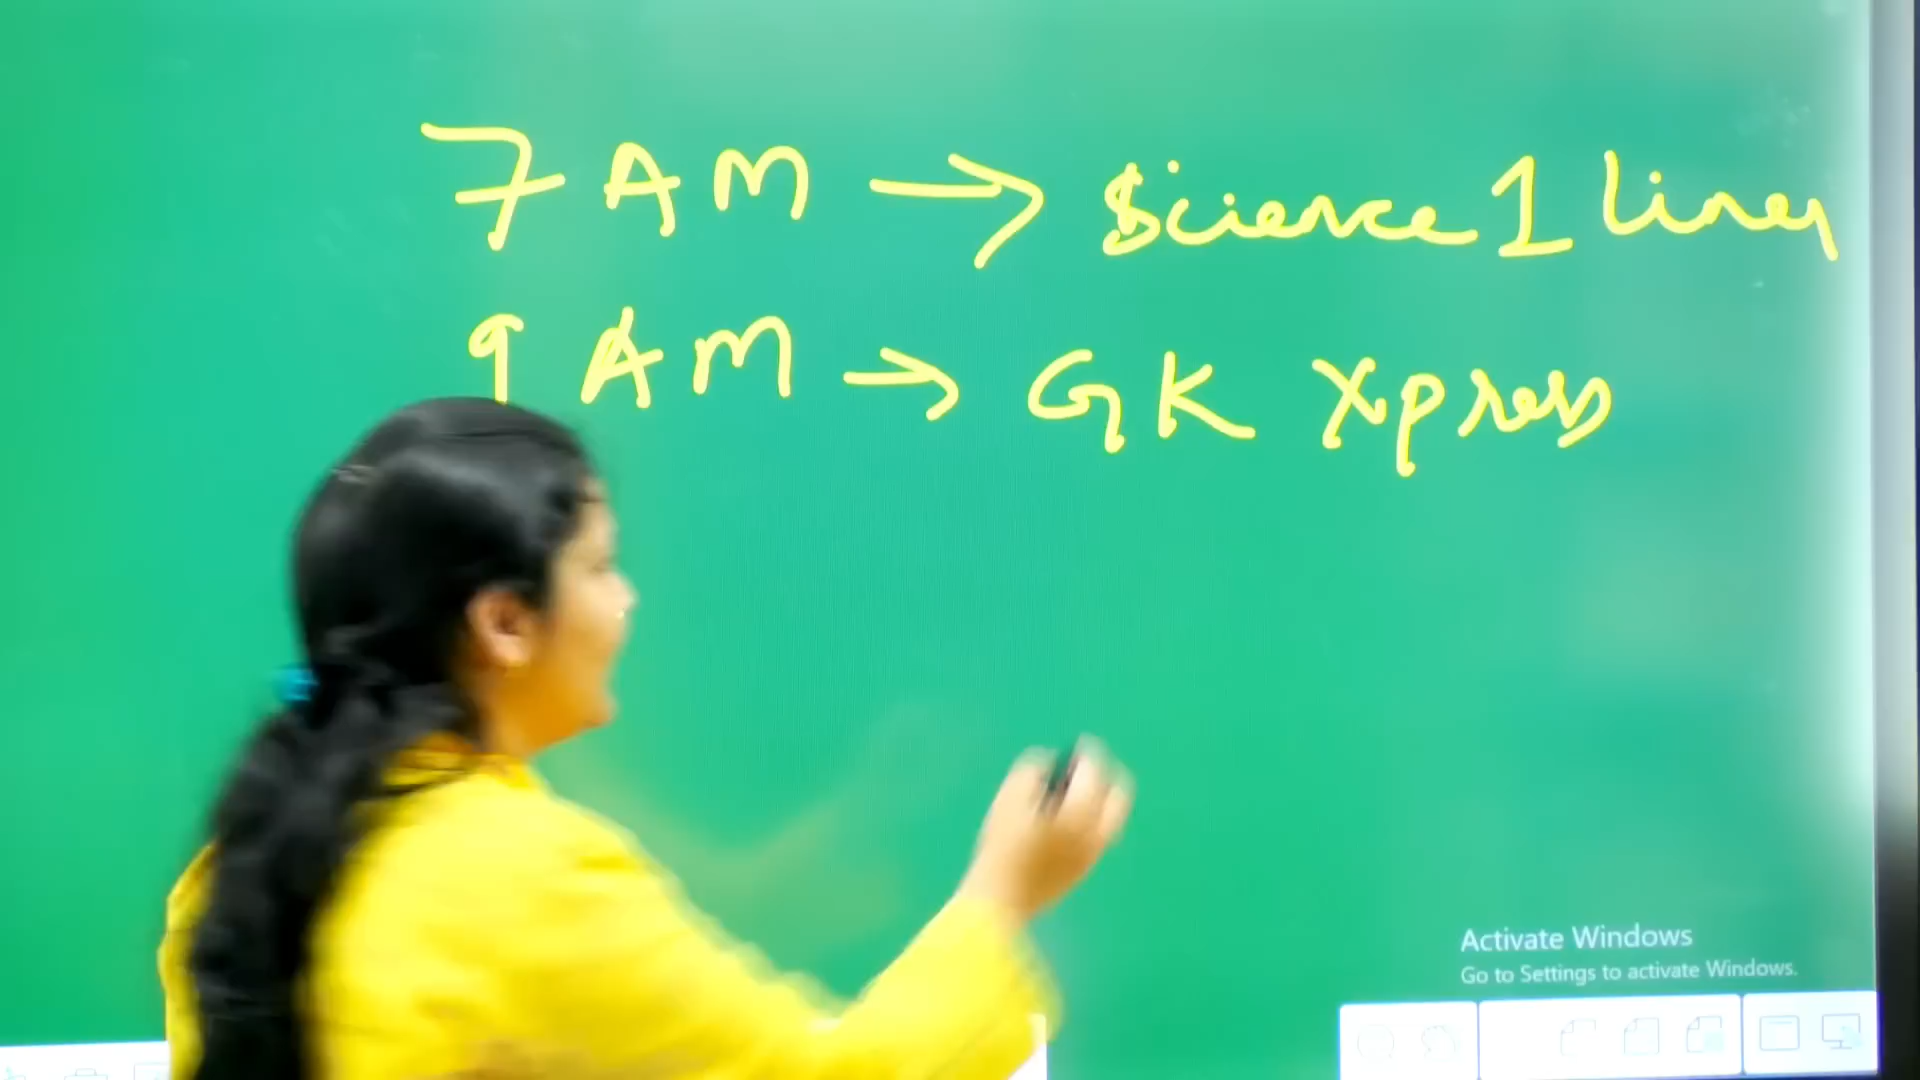 7 AM → Science 1 liner
9 AM → GK Xpress
Activate Windows
Go to Settings to activate Windows.